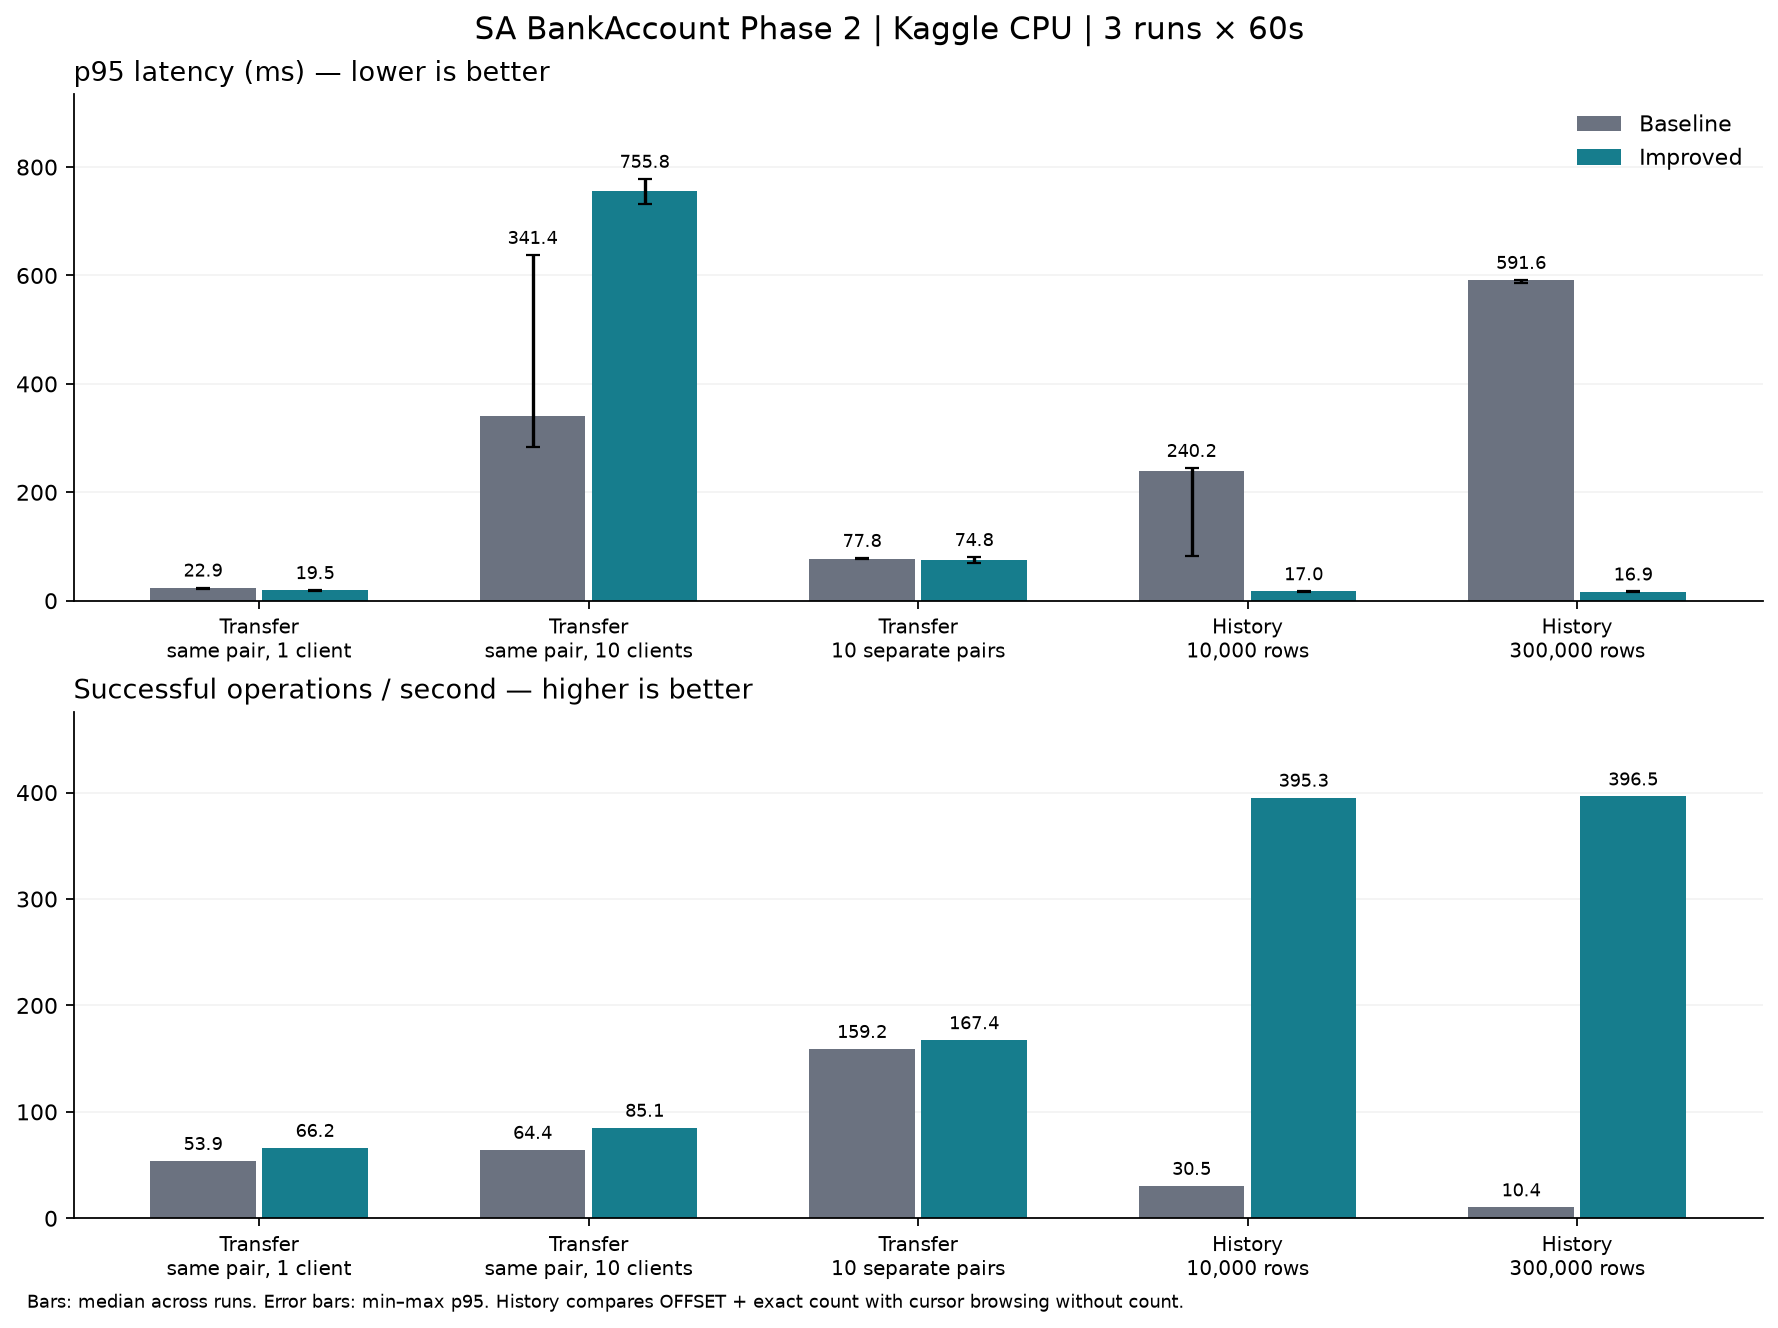 SA BankAccount Phase 2 | Kaggle CPU | 3 runs × 60s
p95 latency (ms) — lower is better
Baseline
Improved
800
600
400
200
0
22.9
19.5
341.4
755.8
77.8
74.8
240.2
17.0
591.6
16.9
Transfer
same pair, 1 client
Transfer
same pair, 10 clients
Transfer
10 separate pairs
History
10,000 rows
History
300,000 rows
Successful operations / second — higher is better
400
300
200
100
0
53.9
66.2
64.4
85.1
159.2
167.4
30.5
395.3
10.4
396.5
Transfer
same pair, 1 client
Transfer
same pair, 10 clients
Transfer
10 separate pairs
History
10,000 rows
History
300,000 rows
Bars: median across runs. Error bars: min–max p95. History compares OFFSET + exact count with cursor browsing without count.